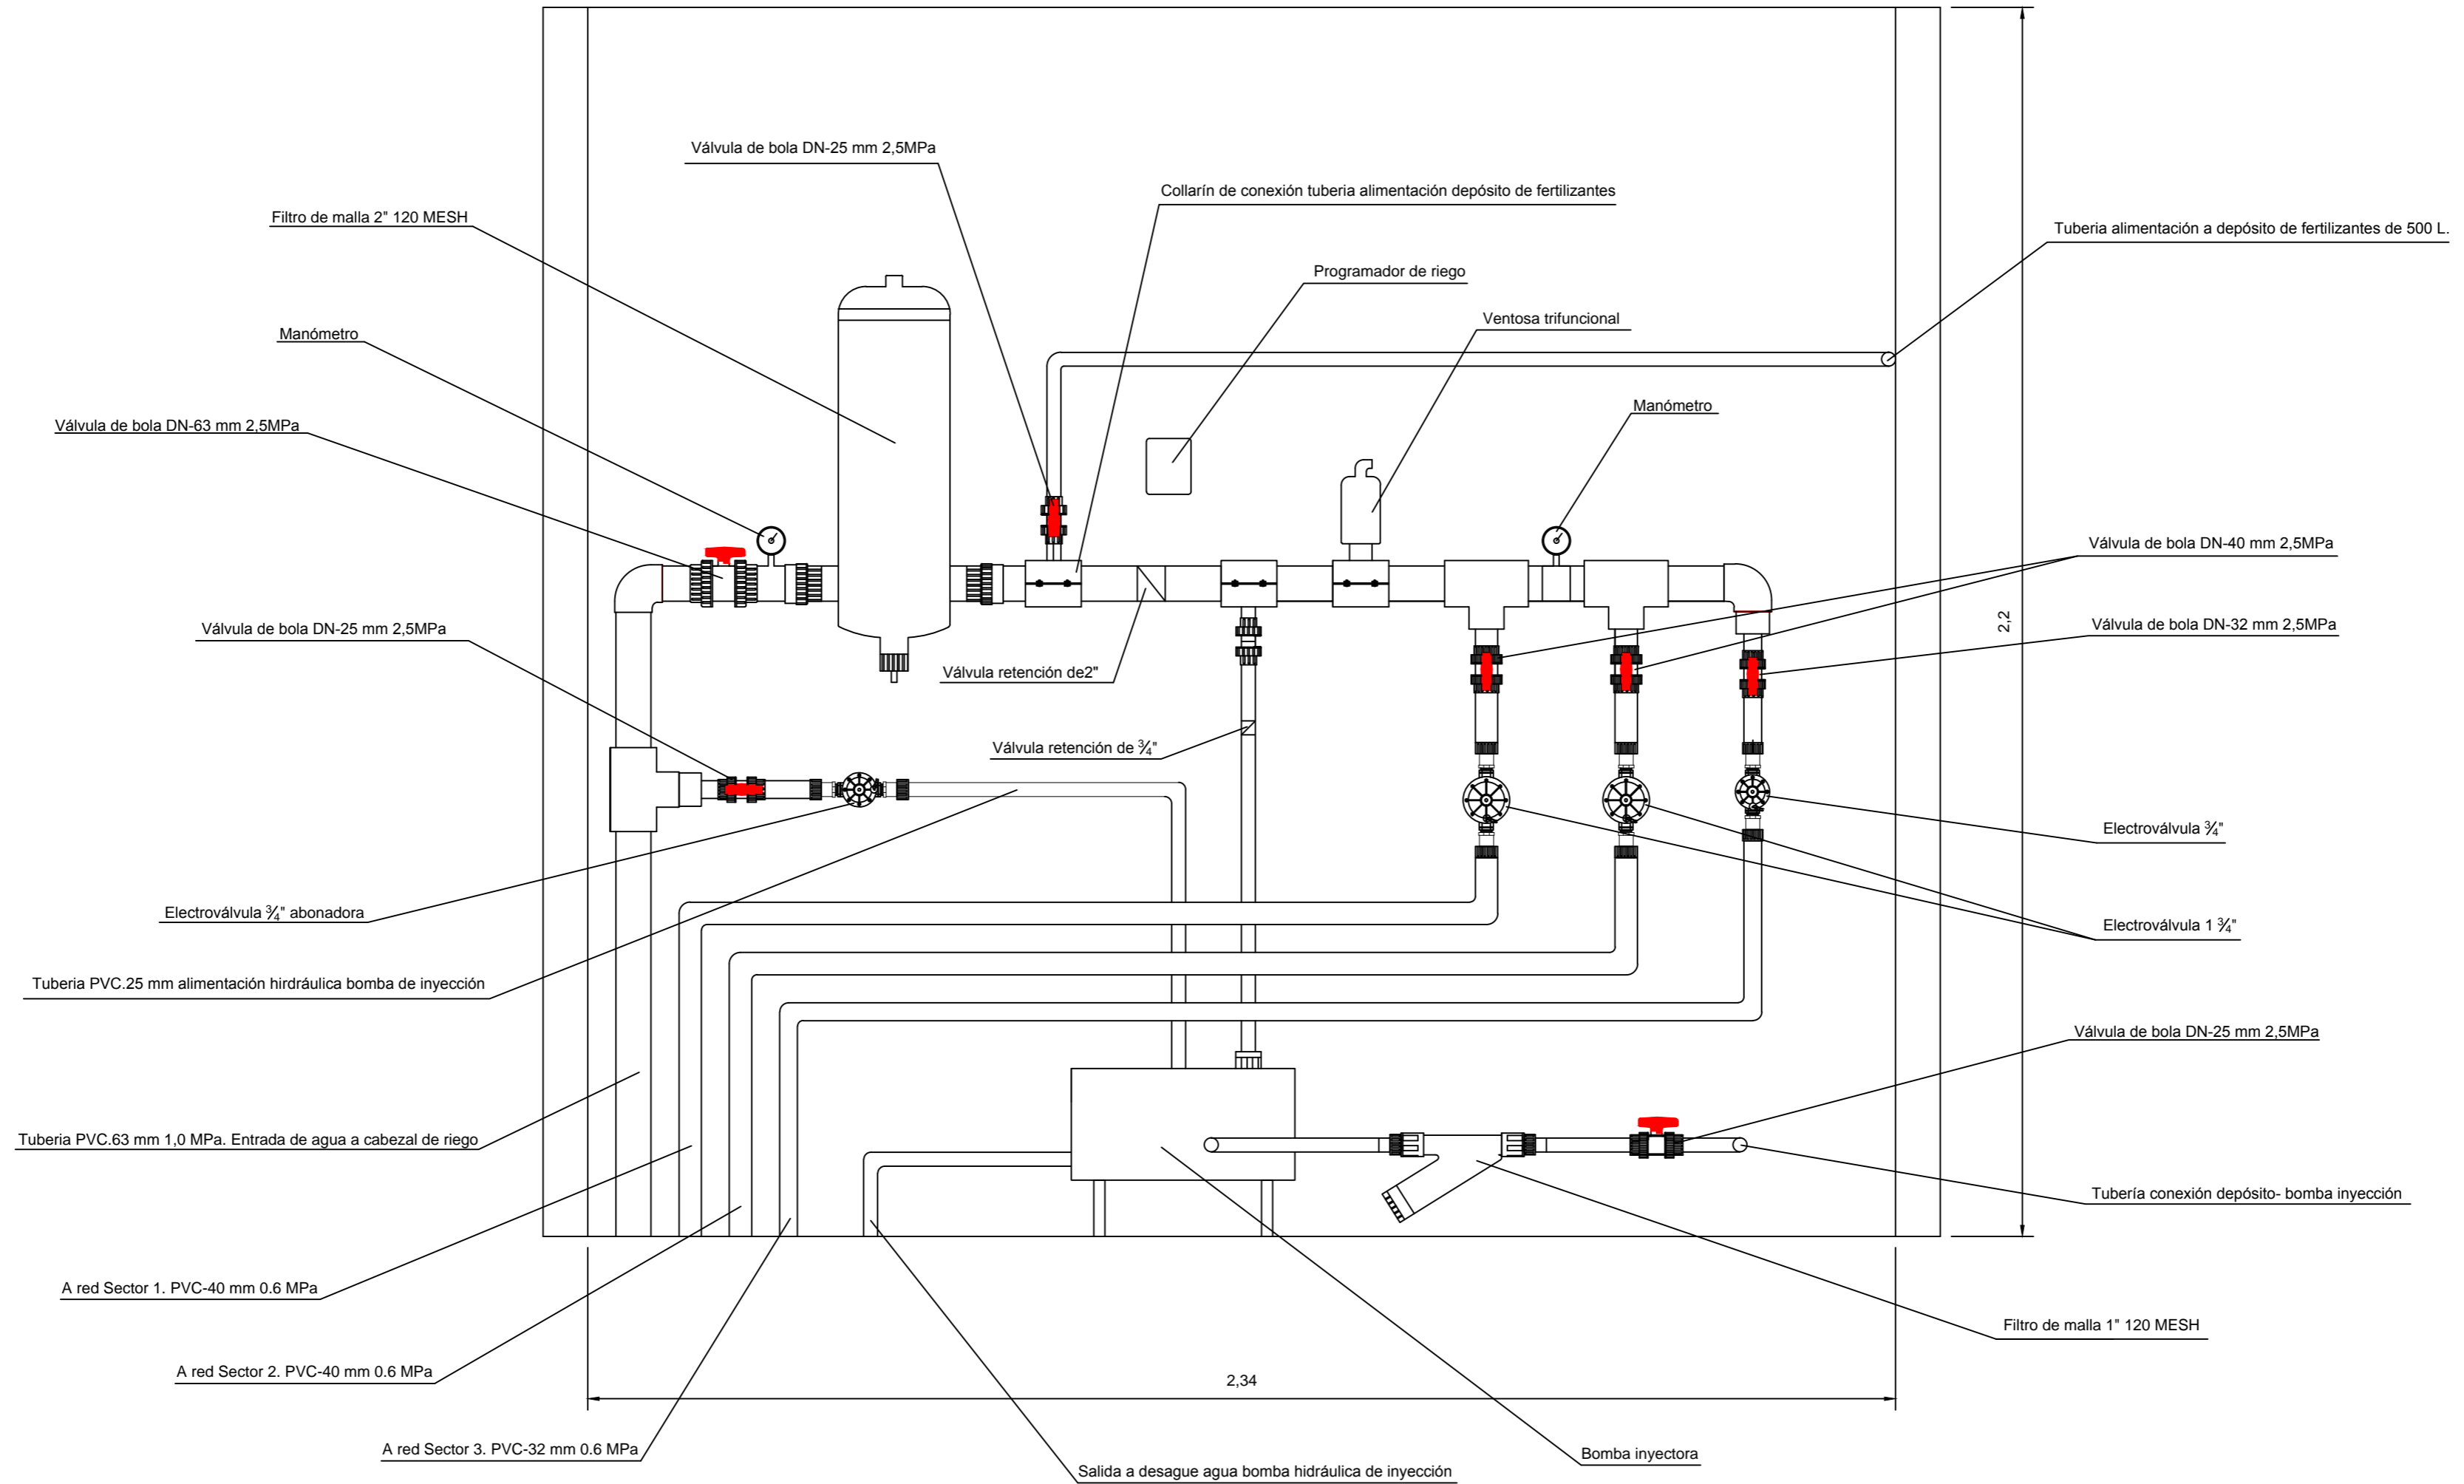 Válvula de bola DN-25 mm 2,5MPa
Collarín de conexión tuberia alimentación depósito de fertilizantes
Filtro de malla 2" 120 MESH
Tuberia alimentación a depósito de fertilizantes de 500 L.
Programador de riego
Ventosa trifuncional
Manómetro
Manómetro
Válvula de bola DN-63 mm 2,5MPa
Válvula de bola DN-40 mm 2,5MPa
2,2
Válvula de bola DN-25 mm 2,5MPa
Válvula de bola DN-32 mm 2,5MPa
Válvula retención de2"
Válvula retención de ¾"
Electroválvula ¾"
Electroválvula ¾" abonadora
Electroválvula 1 ¾"
Tuberia PVC.25 mm alimentación hirdráulica bomba de inyección
Válvula de bola DN-25 mm 2,5MPa
Tuberia PVC.63 mm 1,0 MPa. Entrada de agua a cabezal de riego
Tubería conexión depósito- bomba inyección
A red Sector 1. PVC-40 mm 0.6 MPa
Filtro de malla 1" 120 MESH
A red Sector 2. PVC-40 mm 0.6 MPa
2,34
A red Sector 3. PVC-32 mm 0.6 MPa
Bomba inyectora
Salida a desague agua bomba hidráulica de inyección